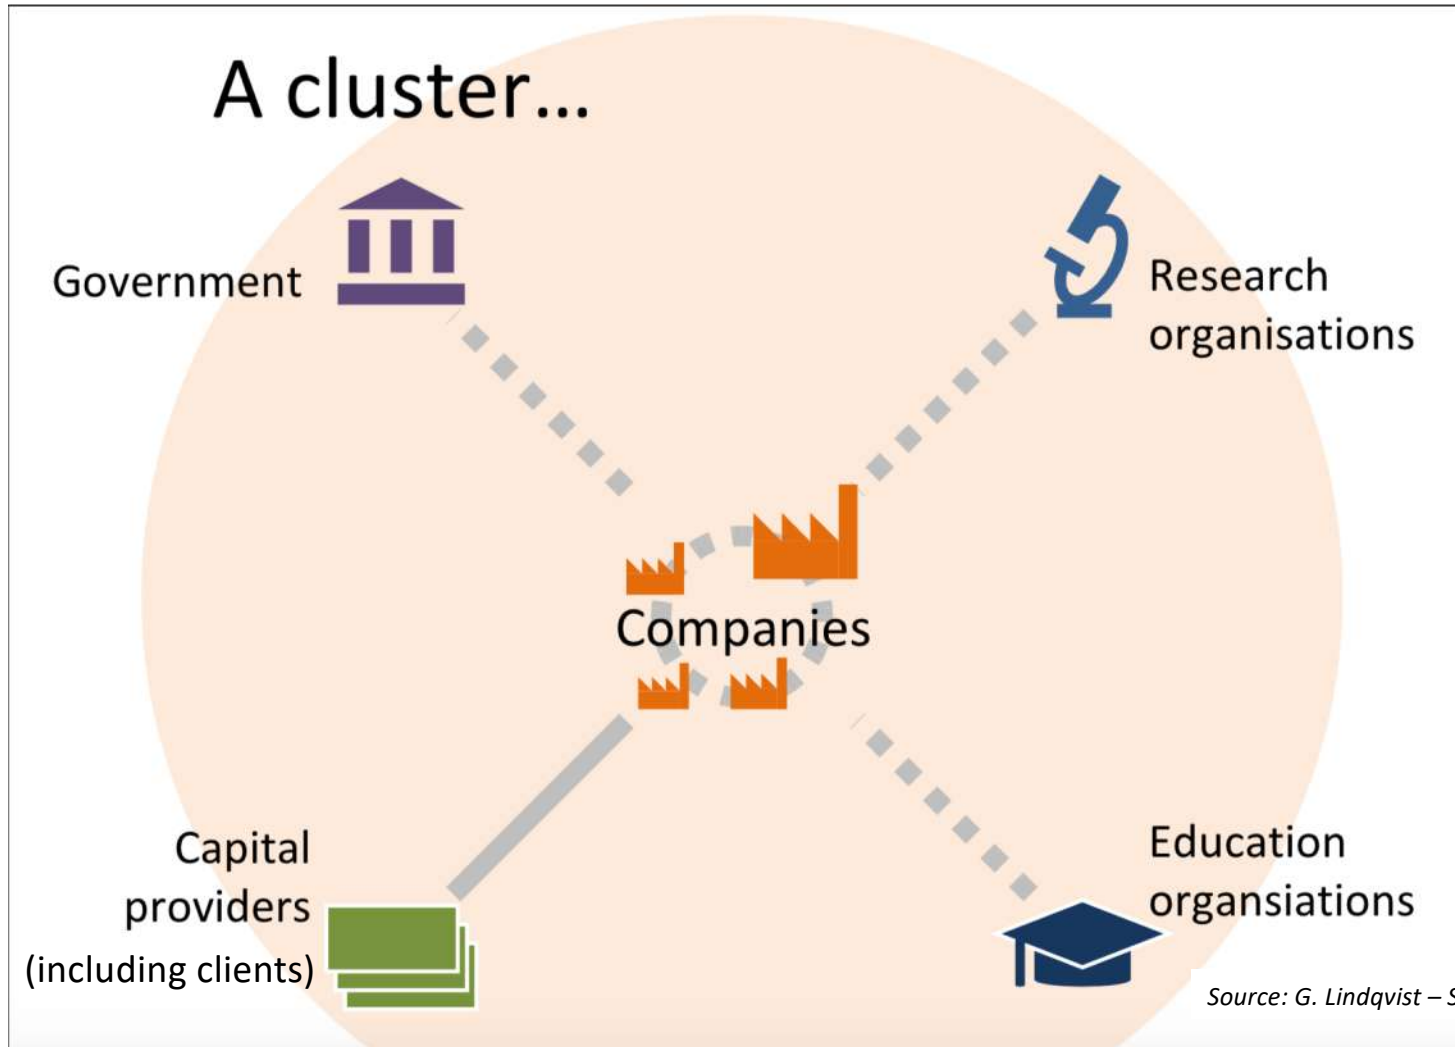 A cluster...
Government
Research
organisations
Companies
Capital
providers
(including clients)
Education
organsiations
Source: G. Lindqvist – S